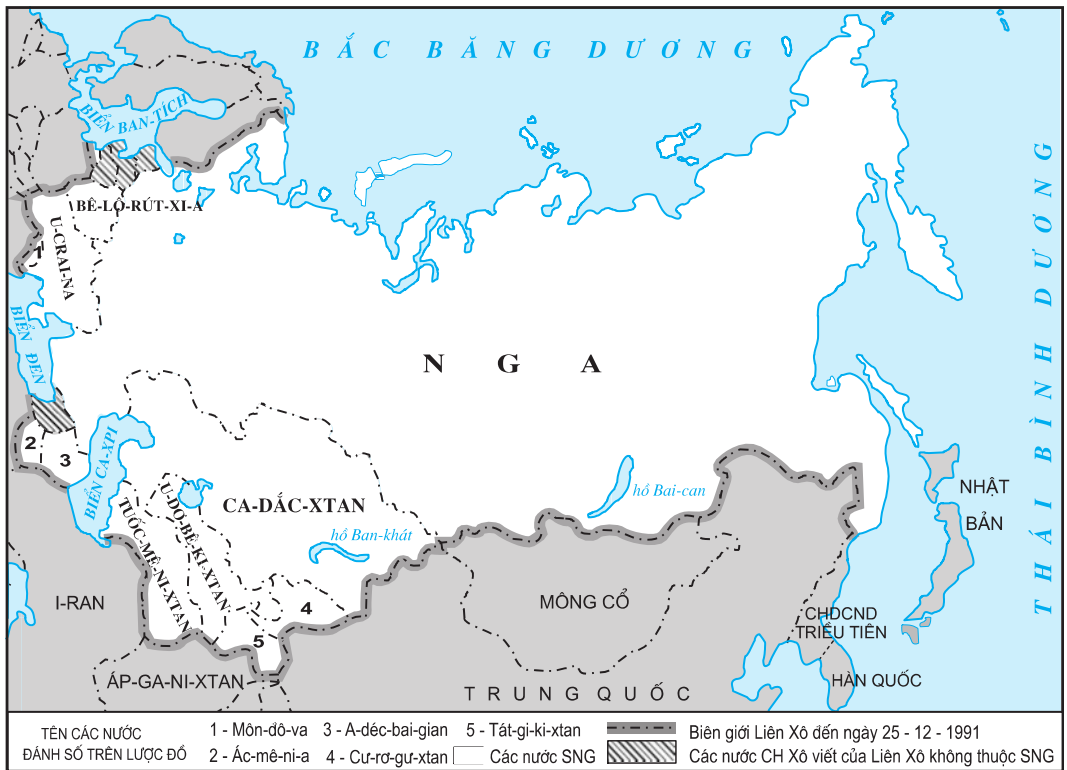 BẮC BĂNG DƯƠNG
BIỂN BAN-TÍCH
BÊ-LÔ-RÚT-XI-A
U-CRAI-NA
1
BIỂN ĐEN
THÁI BÌNH DƯƠNG
N G A
2
3
BIỂN CA-XPI
CA-DẮC-XTAN
U-DƠ-BÊ-KI-XTAN
TUỐC-MÊ-NI-XTAN
hồ Ban-khát
hồ Bai-can
NHẬT
BẢN
4
5
I-RAN
MÔNG CỔ
CHDCND
TRIỀU TIÊN
HÀN QUỐC
ÁP-GA-NI-XTAN
TRUNG QUỐC
TÊN CÁC NƯỚC
ĐÁNH SỐ TRÊN LƯỢC ĐỒ
1 - Môn-đô-va
3 - A-déc-bai-gian
5 - Tát-gi-ki-xtan
Biên giới Liên Xô đến ngày 25 - 12 - 1991
2 - Ác-mê-ni-a
4 - Cư-rơ-gư-xtan
Các nước SNG
Các nước CH Xô viết của Liên Xô không thuộc SNG